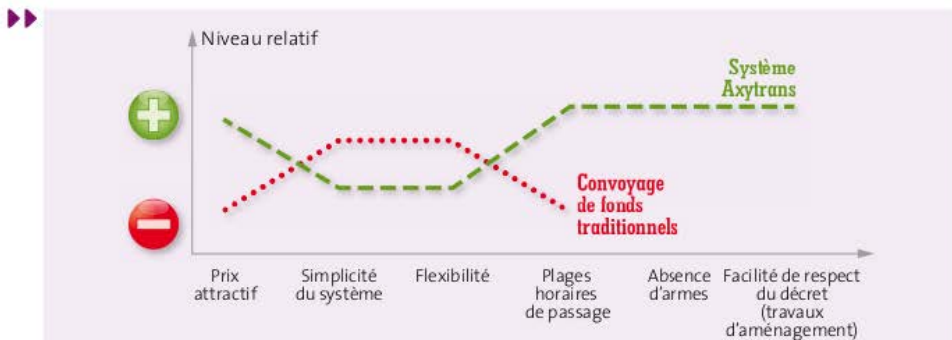 Niveau relatif
Système
Axytrans
Convoyage
de fonds
traditionnels
Prix
attractif
Simplicité
du système
Flexibilité
Plages
horaires
de passage
Absence
d'armes
Facilité de respect
du décret
(travaux
d'aménagement)